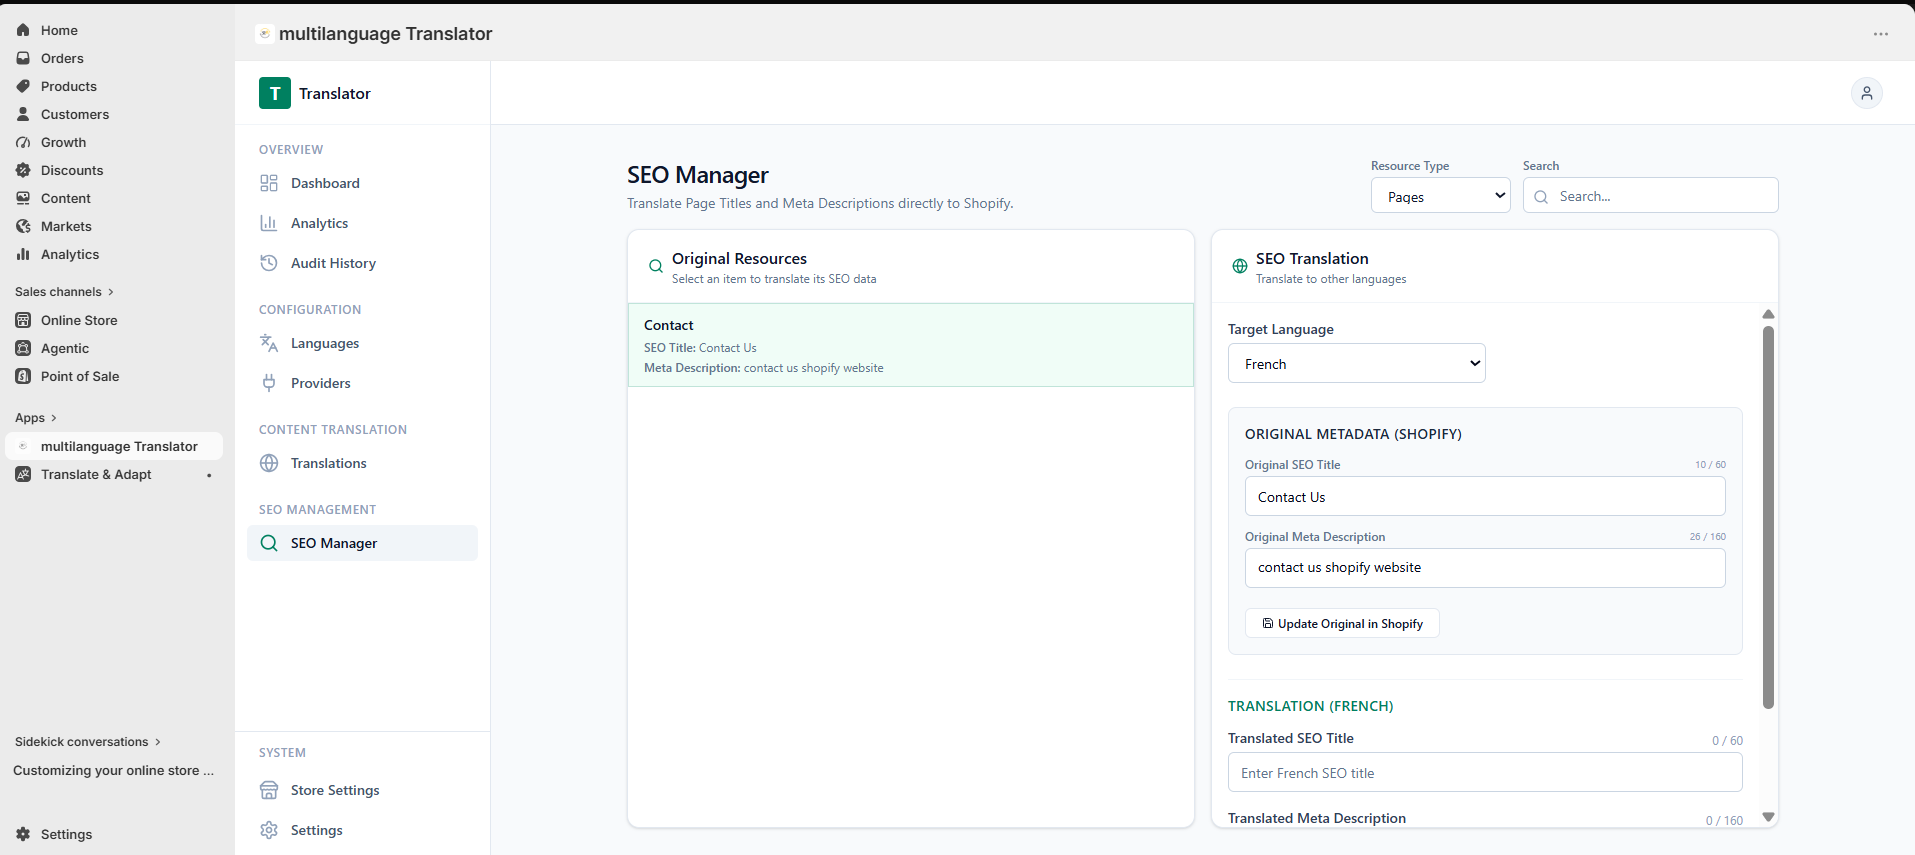 Home
Orders
Products
Customers
Growth
Discounts
Content
Markets
Analytics
Sales channels
Online Store
Agentic
Point of Sale
Apps
multilanguage Translator
Translate & Adapt
Sidekick conversations
Customizing your online store ...
Settings
multilanguage Translator
T Translator
OVERVIEW
Dashboard
Analytics
Audit History
CONFIGURATION
Languages
Providers
CONTENT TRANSLATION
Translations
SEO MANAGEMENT
SEO Manager
SYSTEM
Store Settings
Settings
SEO Manager
Translate Page Titles and Meta Descriptions directly to Shopify.
Resource Type
Pages
Search
Search...
Original Resources
Select an item to translate its SEO data
Contact
SEO Title: Contact Us
Meta Description: contact us shopify website
SEO Translation
Translate to other languages
Target Language
French
ORIGINAL METADATA (SHOPIFY)
Original SEO Title 10 / 60
Contact Us
Original Meta Description 26 / 160
contact us shopify website
Update Original in Shopify
TRANSLATION (FRENCH)
Translated SEO Title 0 / 60
Enter French SEO title
Translated Meta Description 0 / 160